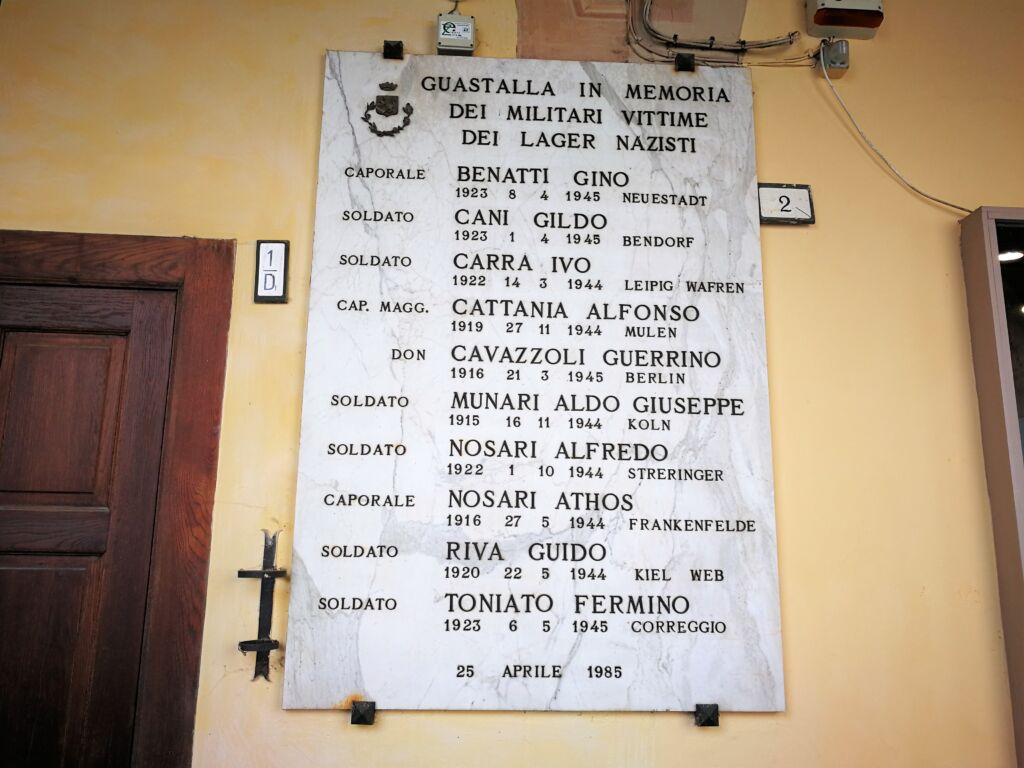 GUASTALLA IN MEMORIA
DEI MILITARI VITTIME
DEI LAGER NAZISTI
CAPORALE BENATTI GINO
1923 8 4 1945 NEUESTADT
SOLDATO CANI GILDO
1923 1 4 1945 BENDORF
SOLDATO CARRA IVO
1922 14 3 1944 LEIPIG WAFREN
CAP. MAGG. CATTANIA ALFONSO
1919 27 11 1944 MULEN
DON CAVAZZOLI GUERRINO
1916 21 3 1945 BERLIN
SOLDATO MUNARI ALDO GIUSEPPE
1915 16 11 1944 KOLN
SOLDATO NOSARI ALFREDO
1922 1 10 1944 STRERINGER
CAPORALE NOSARI ATHOS
1916 27 5 1944 FRANKENFELDE
SOLDATO RIVA GUIDO
1920 22 5 1944 KIEL WEB
SOLDATO TONIATO FERMINO
1923 6 5 1945 CORREGGIO
25 APRILE 1985
1
D
2